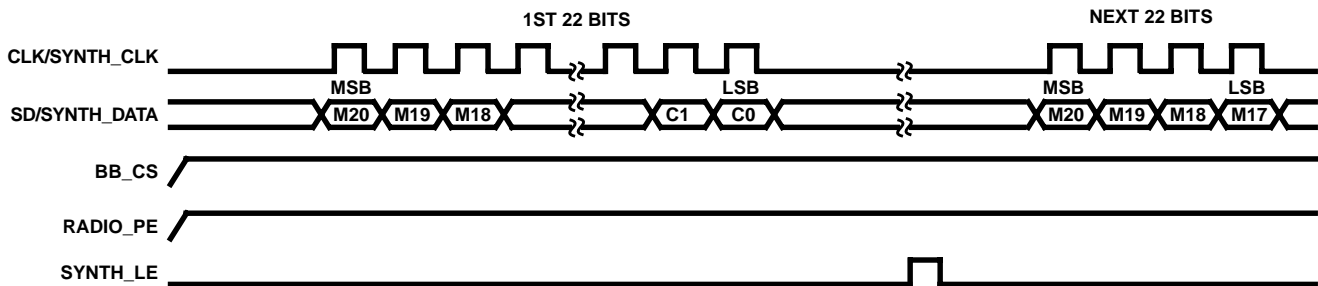 1ST 22 BITS NEXT 22 BITS
CLK/SYNTH_CLK
MSB LSB MSB LSB
SD/SYNTH_DATA M20 M19 M18 C1 C0 M20 M19 M18 M17
BB_CS
RADIO_PE
SYNTH_LE